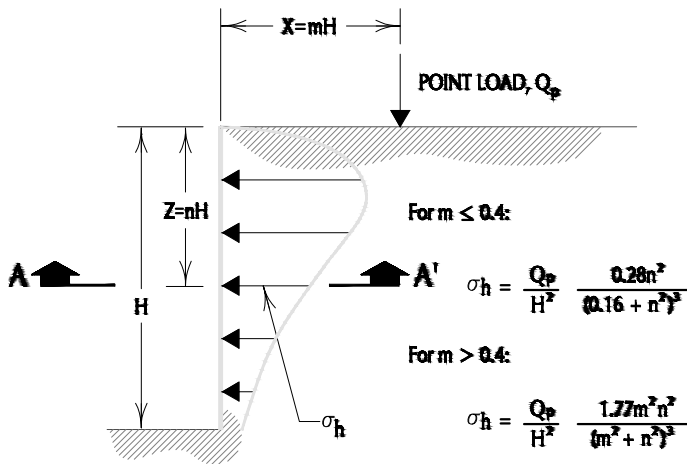 X=mH
POINT LOAD, Qₚ
Z=nH
For m ≤ 0.4:
A
A'
σh = Qₚ/H² 0.28n²/(0.16 + n²)³
H
For m > 0.4:
σh
σh = Qₚ/H² 1.77m²n²/(m² + n²)³